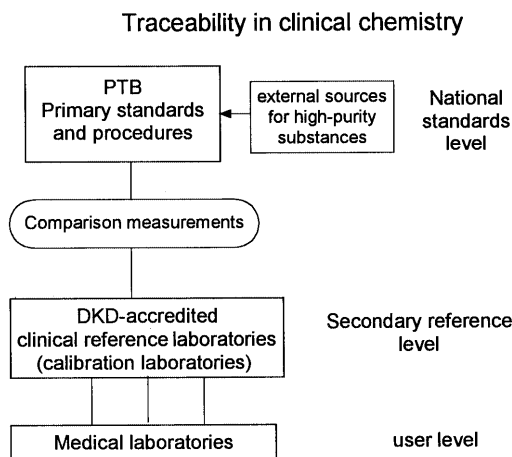 Traceability in clinical chemistry
PTB
Primary standards
and procedures
external sources
for high-purity
substances
National
standards
level
Comparison measurements
DKD-accredited
clinical reference laboratories
(calibration laboratories)
Secondary reference
level
Medical laboratories
user level